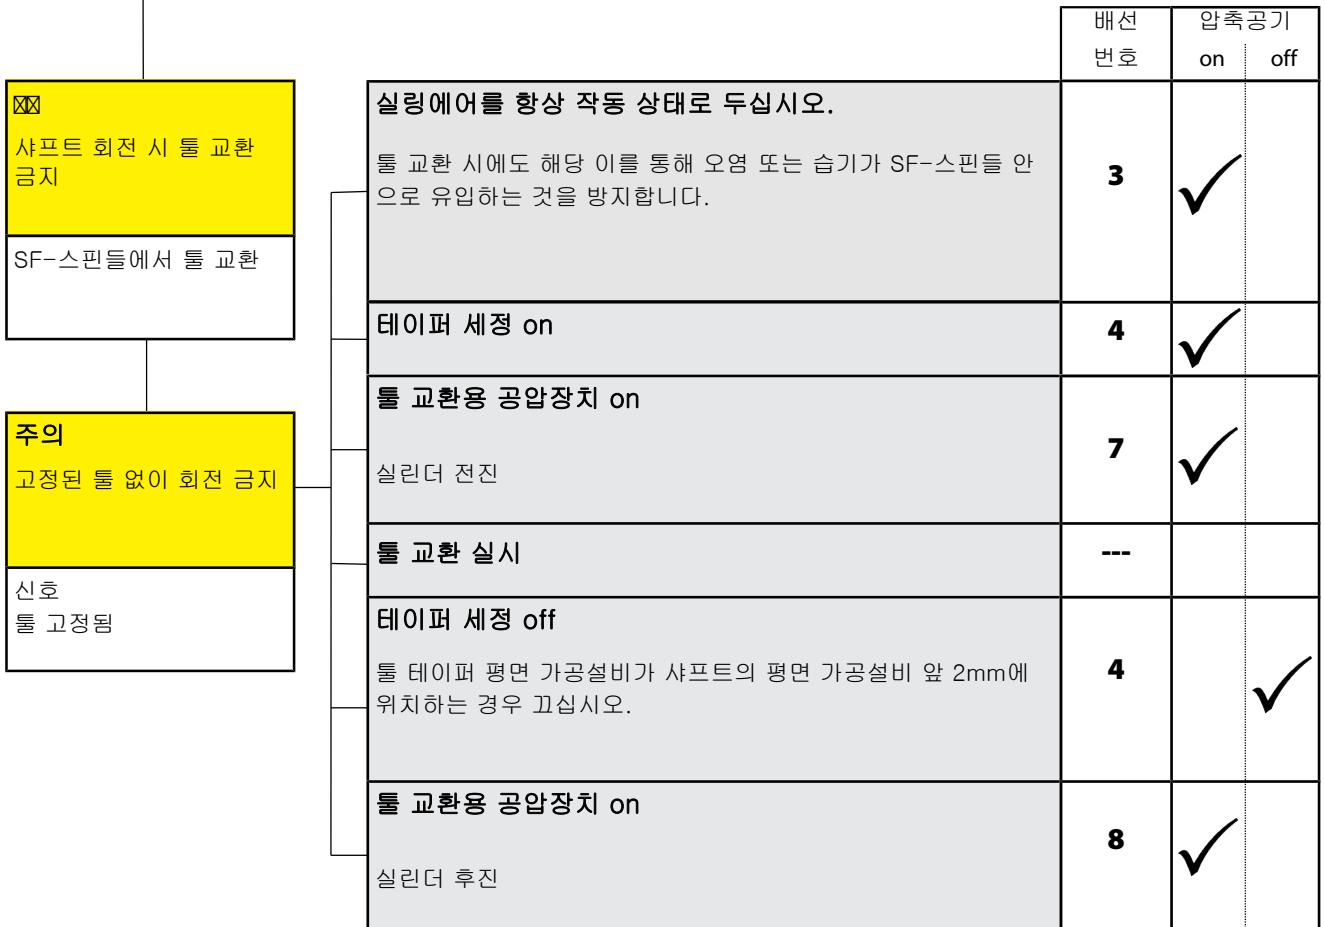 배선
번호
압축공기
on off
샤프트 회전 시 툴 교환
금지
SF-스핀들에서 툴 교환
주의
고정된 툴 없이 회전 금지
신호
툴 고정됨
실링에어를 항상 작동 상태로 두십시오.
툴 교환 시에도 해당 이를 통해 오염 또는 습기가 SF-스핀들 안
으로 유입하는 것을 방지합니다.
3
테이퍼 세정 on
4
툴 교환용 공압장치 on
실린더 전진
7
툴 교환 실시
---
테이퍼 세정 off
툴 테이퍼 평면 가공설비가 샤프트의 평면 가공설비 앞 2mm에
위치하는 경우 끄십시오.
4
툴 교환용 공압장치 on
실린더 후진
8